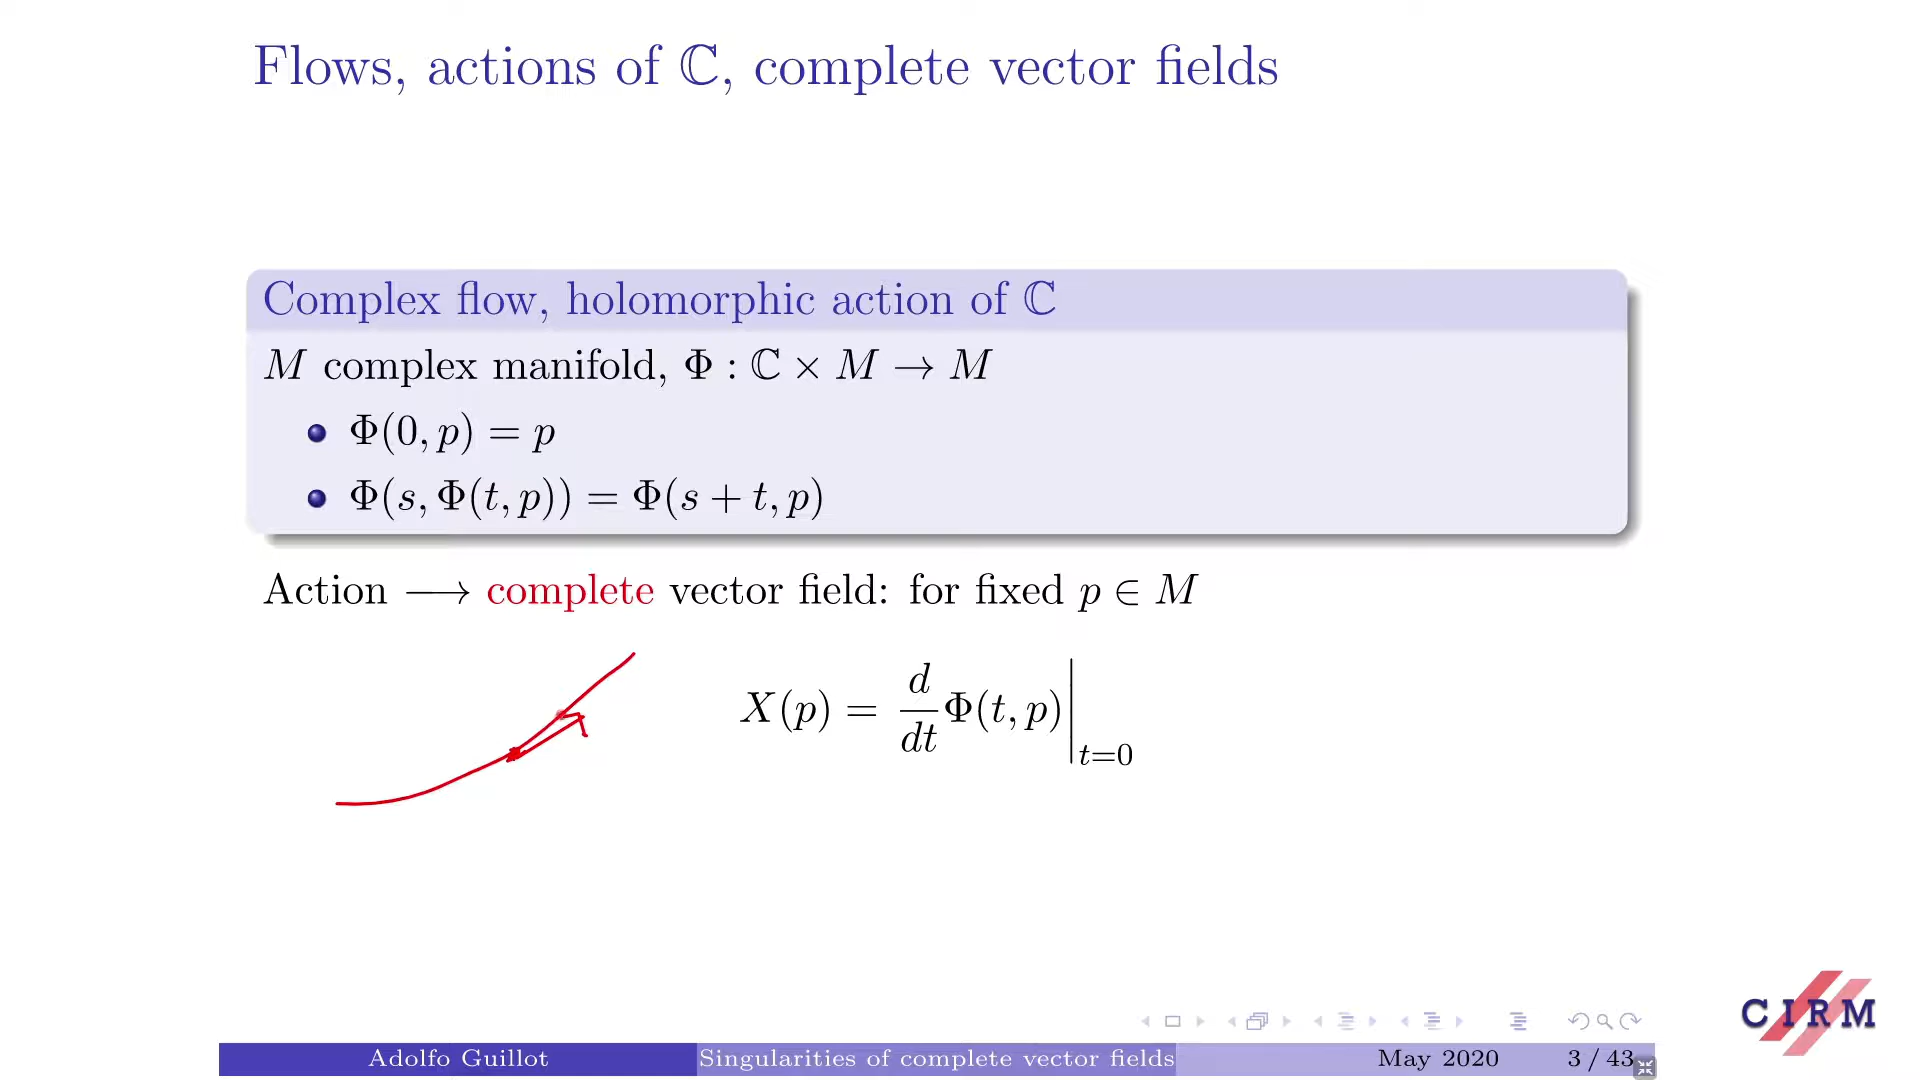 Flows, actions of ℂ, complete vector fields
Complex flow, holomorphic action of ℂ
M complex manifold, Φ : ℂ × M → M
• Φ(0, p) = p
• Φ(s, Φ(t, p)) = Φ(s + t, p)
Action ⟶ complete vector field: for fixed p ∈ M
X(p) = d/dt Φ(t, p)|t=0
CIRM
Adolfo Guillot Singularities of complete vector fields May 2020 3 / 43